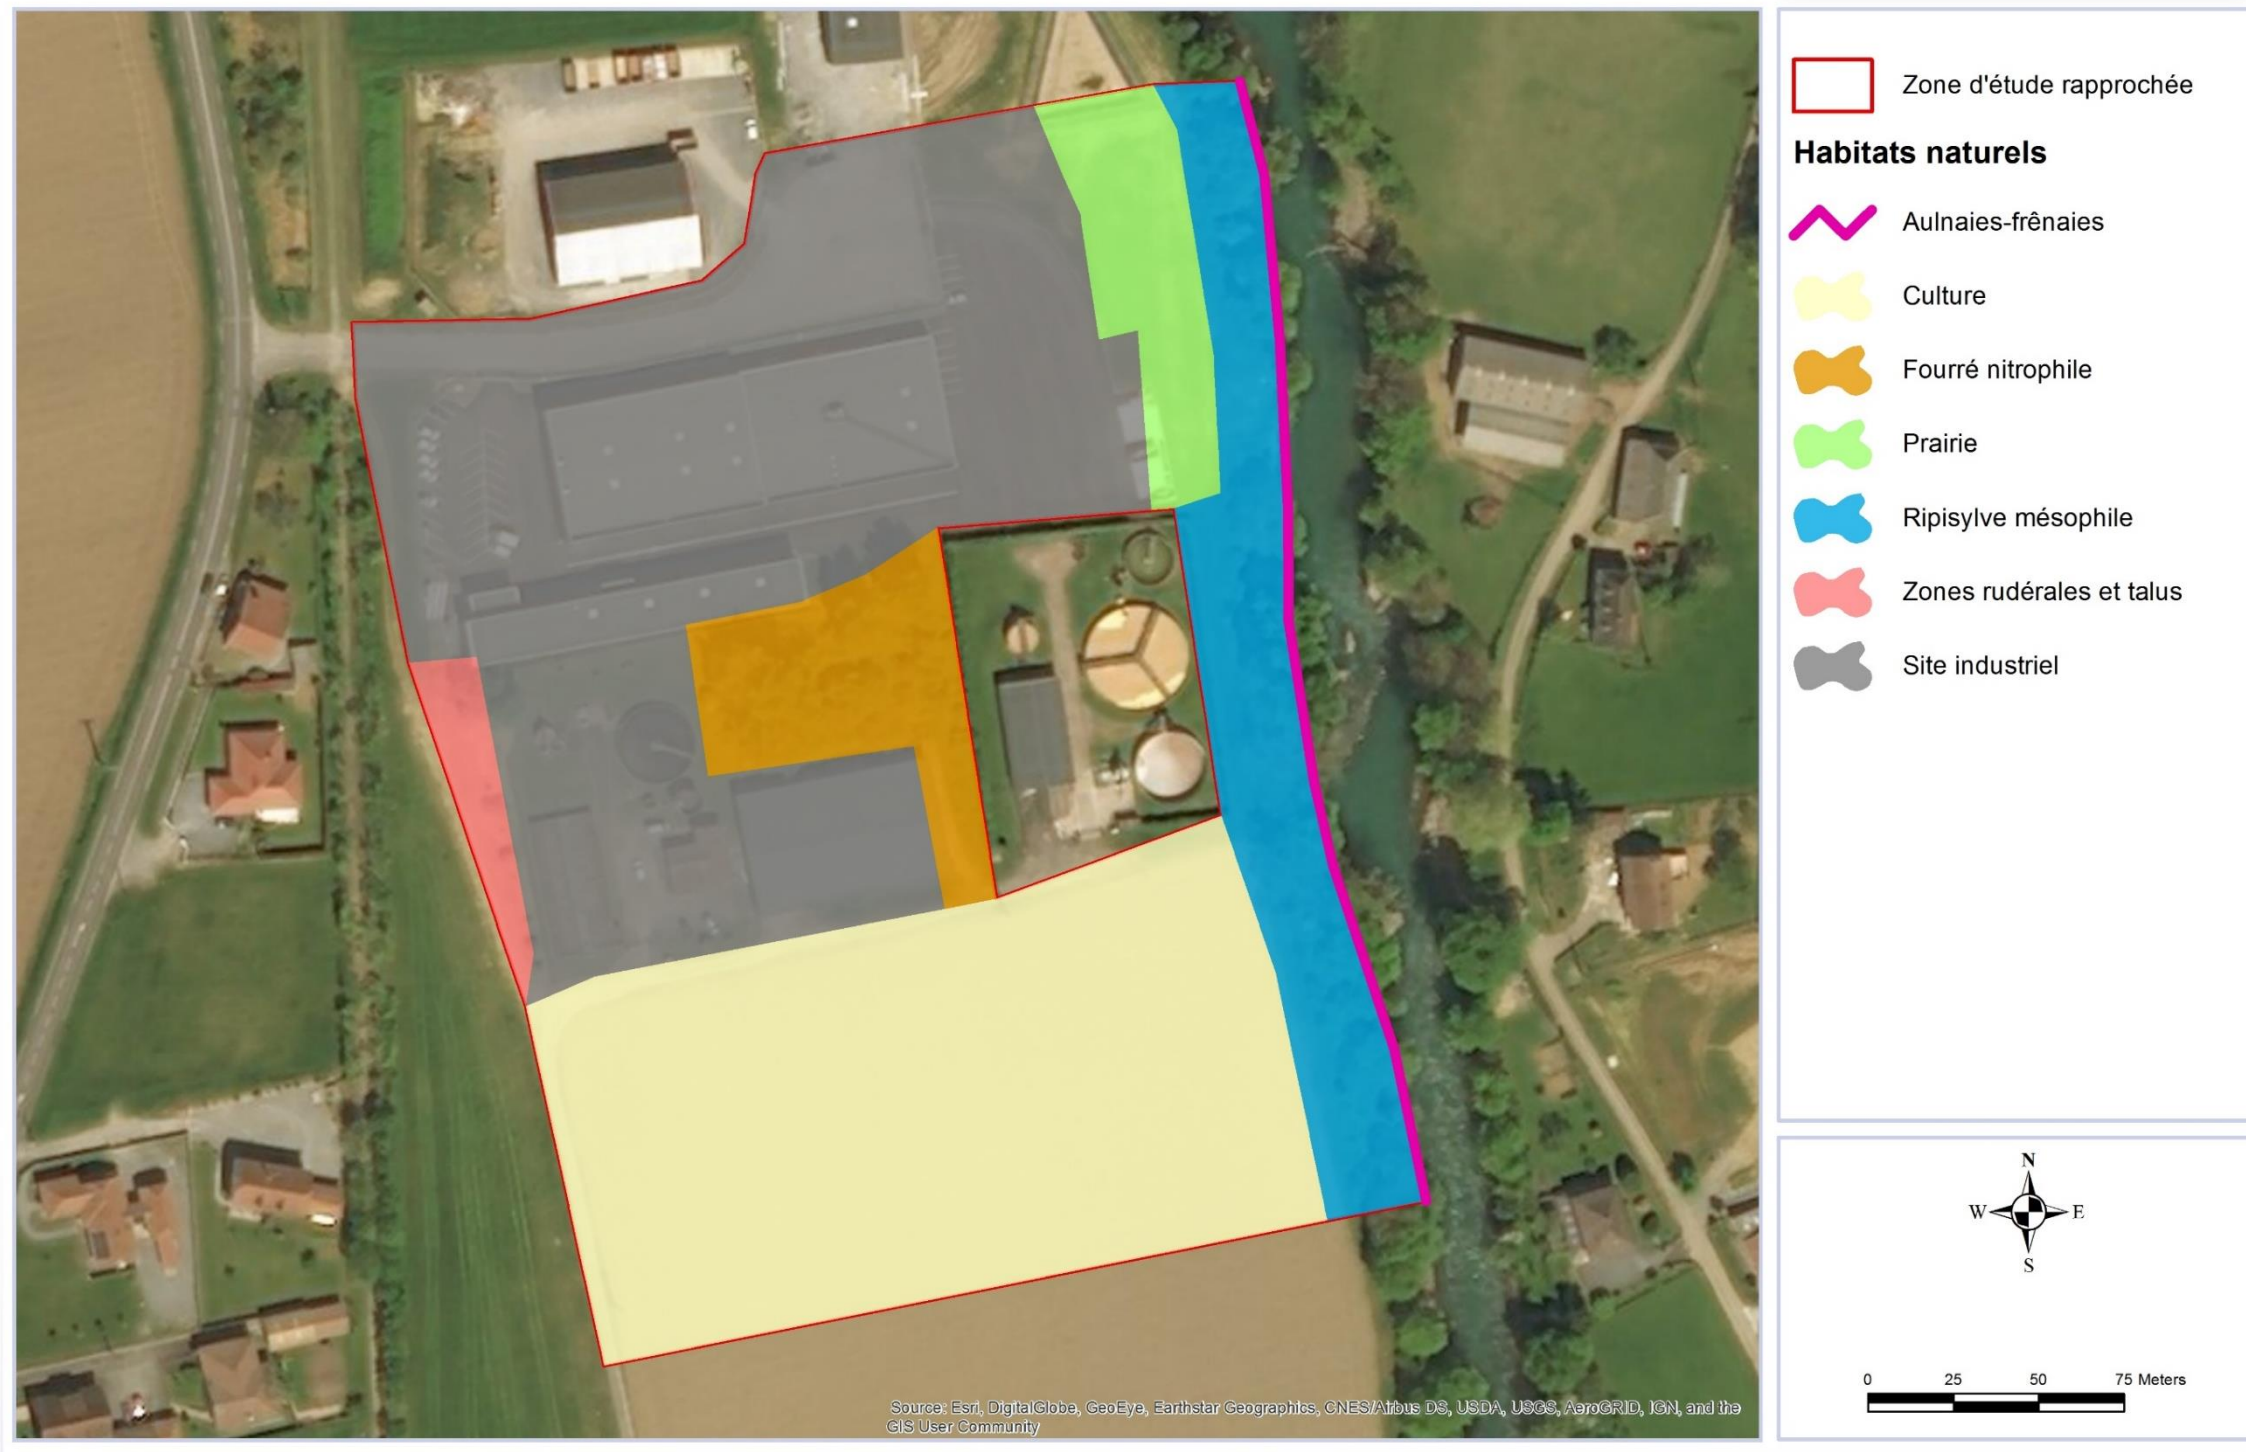 Zone d'étude rapprochée
Habitats naturels
Aulnaies-frênaies
Culture
Fourré nitrophile
Prairie
Ripisylve mésophile
Zones rudérales et talus
Site industriel
N
W E
S
0 25 50 75 Meters
Source: Esri, DigitalGlobe, GeoEye, Earthstar Geographics, CNES/Airbus DS, USDA, USGS, AeroGRID, IGN, and the
GIS User Community